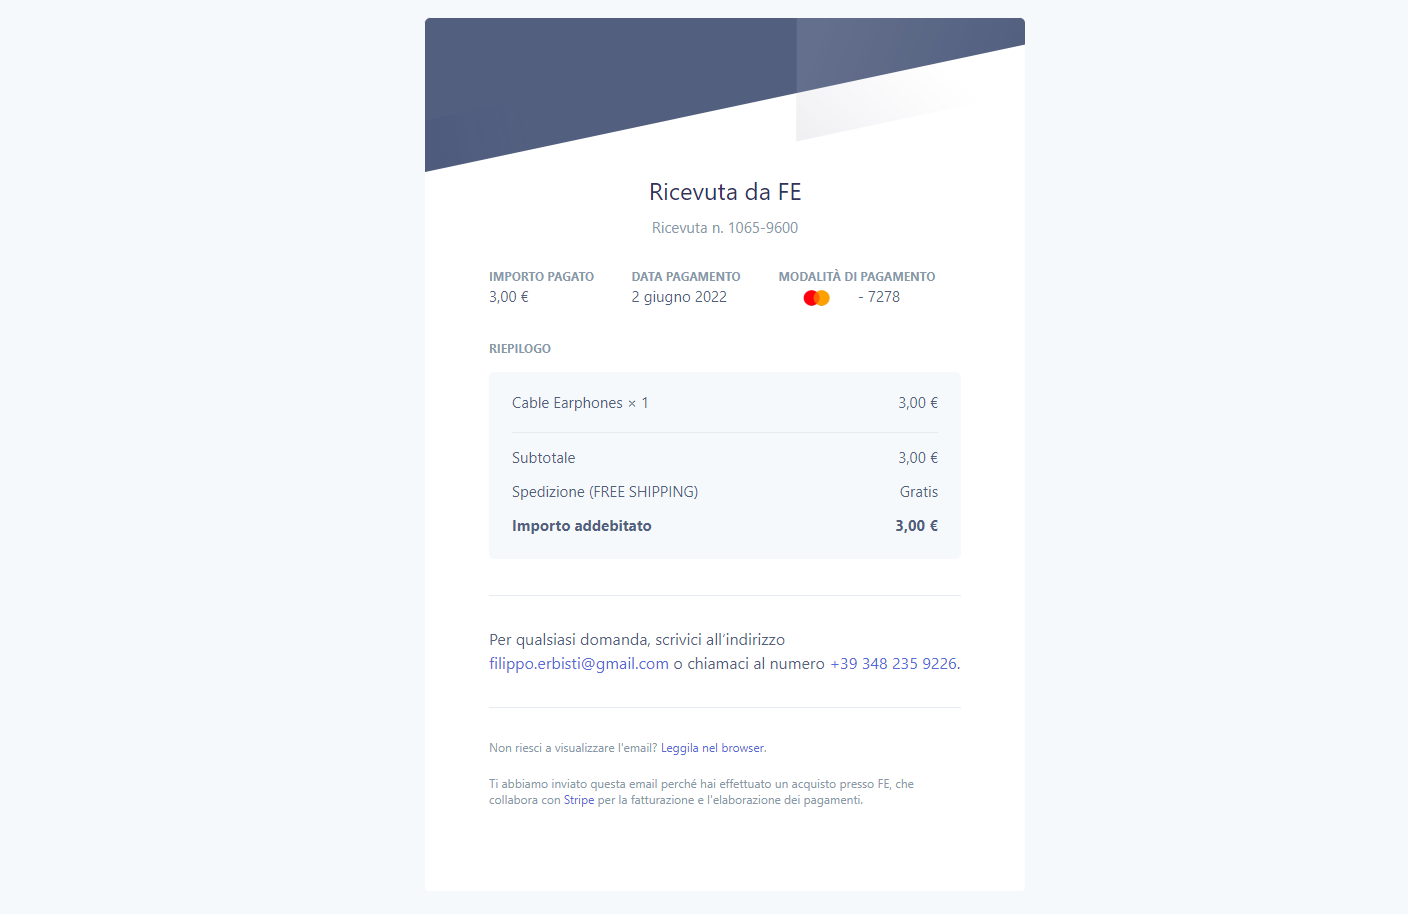 Ricevuta da FE
Ricevuta n. 1065-9600
IMPORTO PAGATO DATA PAGAMENTO MODALITÀ DI PAGAMENTO
3,00 € 2 giugno 2022 - 7278
RIEPILOGO
Cable Earphones × 1 3,00 €
Subtotale 3,00 €
Spedizione (FREE SHIPPING) Gratis
Importo addebitato 3,00 €
Per qualsiasi domanda, scrivici all'indirizzo
filippo.erbisti@gmail.com o chiamaci al numero +39 348 235 9226.
Non riesci a visualizzare l'email? Leggila nel browser.
Ti abbiamo inviato questa email perché hai effettuato un acquisto presso FE, che
collabora con Stripe per la fatturazione e l'elaborazione dei pagamenti.